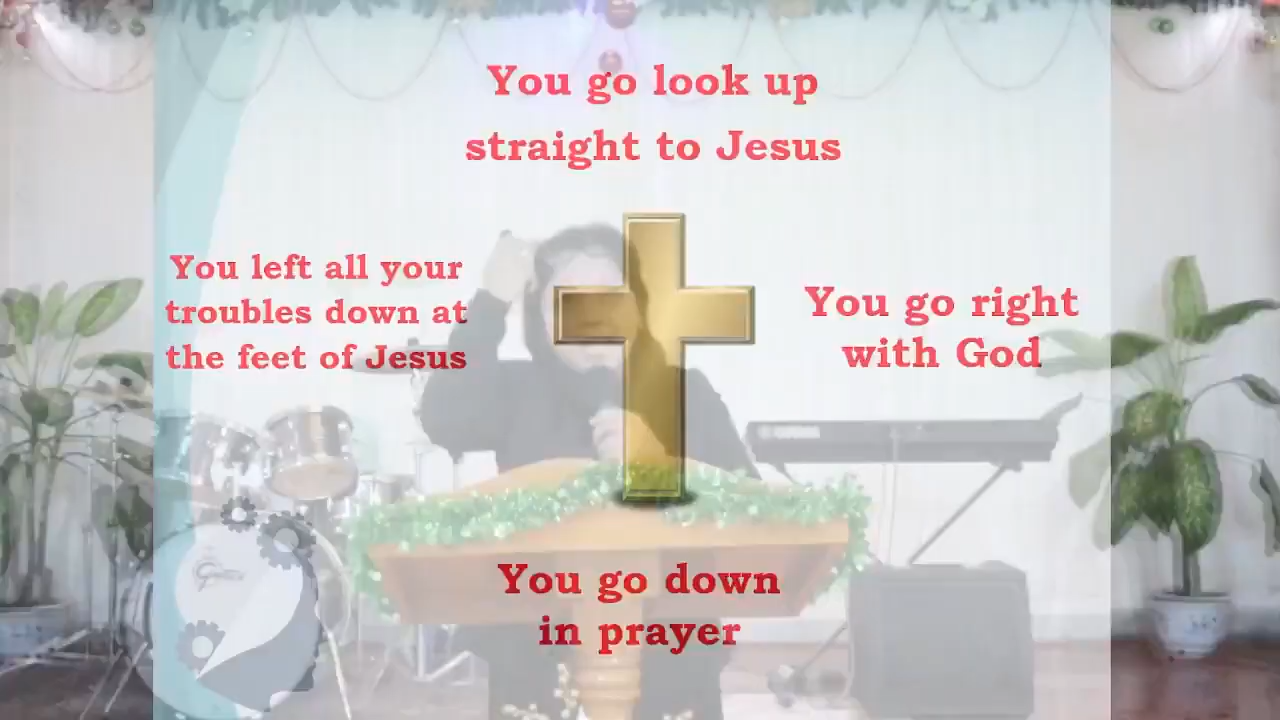 You go look up
straight to Jesus
You left all your
troubles down at
the feet of Jesus
You go right
with God
You go down
in prayer